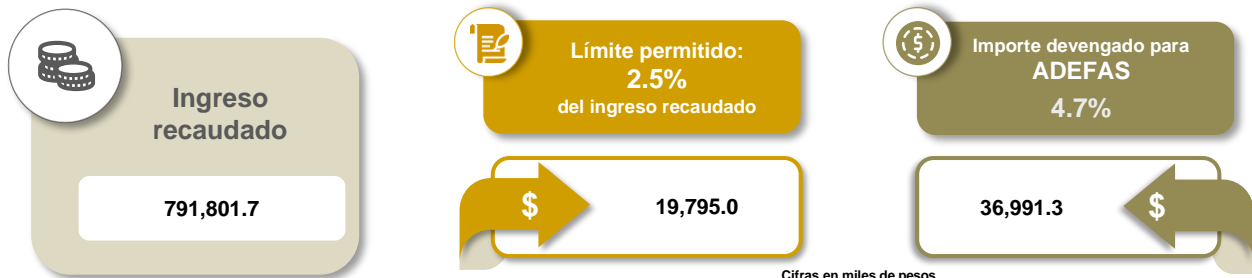 Ingreso
recaudado
791,801.7
Límite permitido:
2.5%
del ingreso recaudado
$
19,795.0
Importe devengado para
ADEFAS
4.7%
36,991.3
$
Cifras en miles de pesos